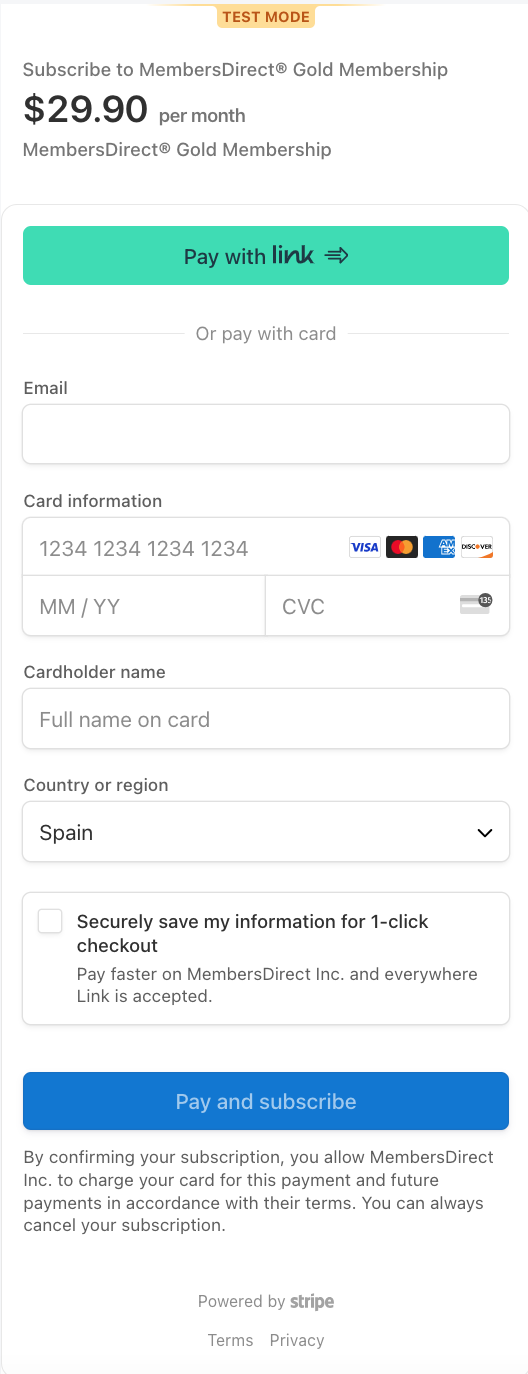 TEST MODE
Subscribe to MembersDirect® Gold Membership
$29.90 per month
MembersDirect® Gold Membership
Pay with link
Or pay with card
Email
Card information
1234 1234 1234 1234 VISA AM EX DISCOVER
MM / YY CVC 135
Cardholder name
Full name on card
Country or region
Spain
Securely save my information for 1-click
checkout
Pay faster on MembersDirect Inc. and everywhere
Link is accepted.
Pay and subscribe
By confirming your subscription, you allow MembersDirect
Inc. to charge your card for this payment and future
payments in accordance with their terms. You can always
cancel your subscription.
Powered by stripe
Terms Privacy